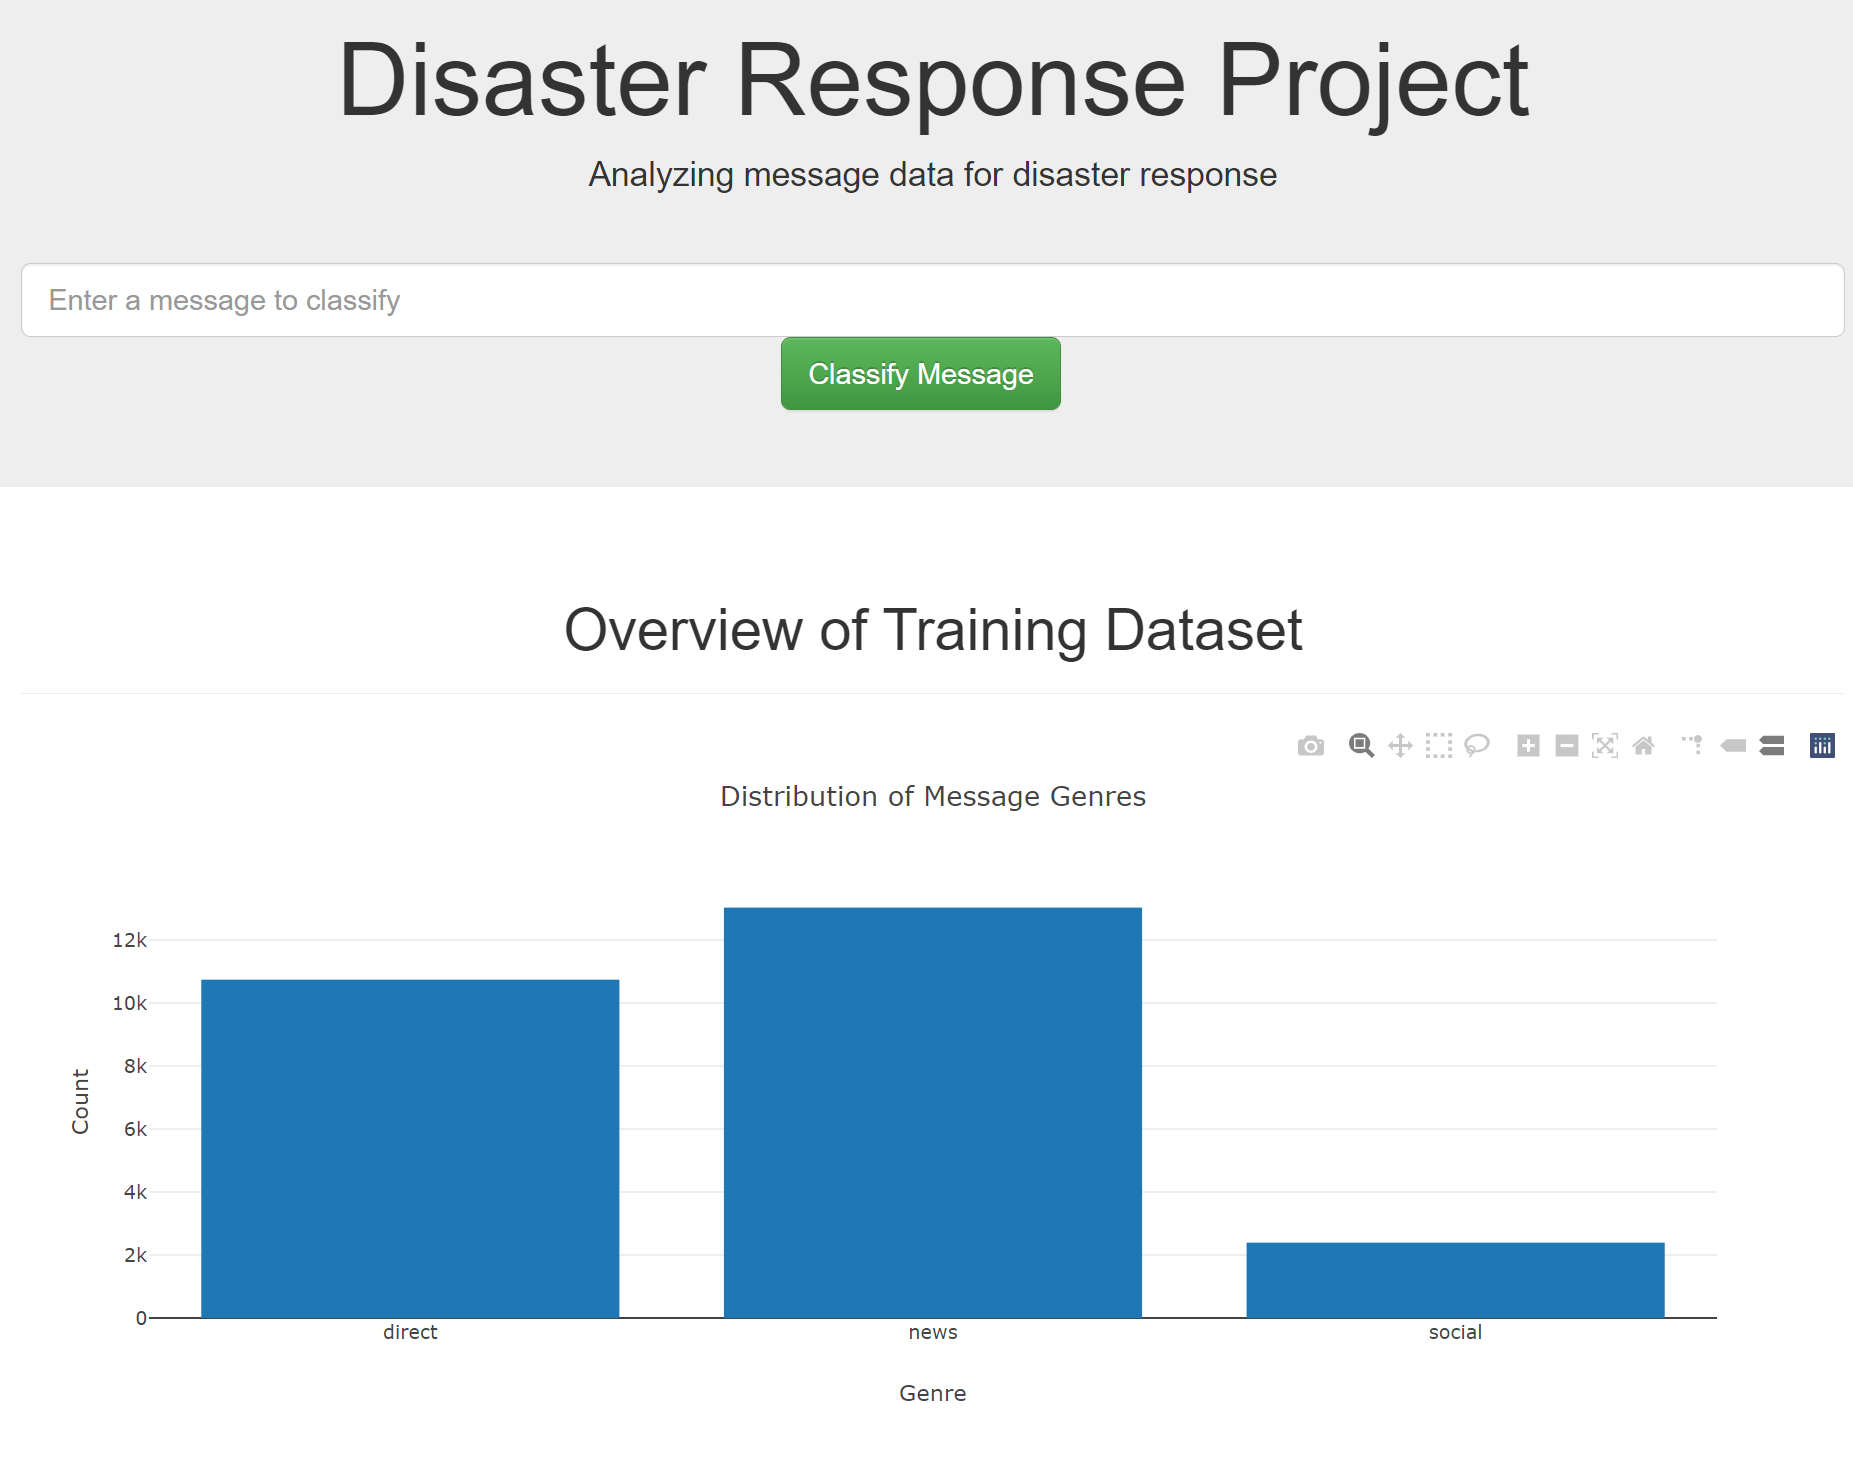 Disaster Response Project
Analyzing message data for disaster response
Enter a message to classify
Classify Message
Overview of Training Dataset
Distribution of Message Genres
12k
10k
8k
6k
4k
2k
0
Count
direct news social
Genre